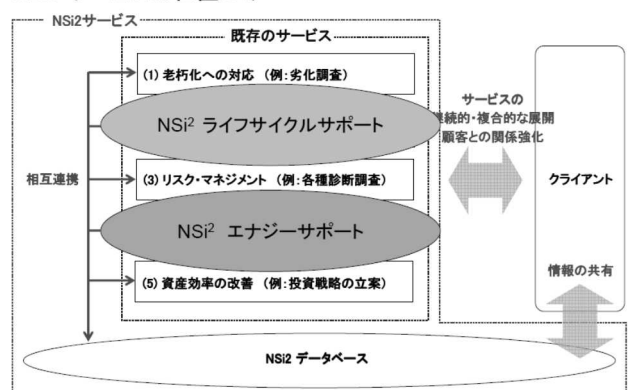 NSi2サービス
既存のサービス
(1) 老朽化への対応 (例:劣化調査)
NSi² ライフサイクルサポート
サービスの
継続的・複合的な展開
顧客との関係強化
相互連携
(3) リスク・マネジメント (例:各種診断調査)
クライアント
NSi² エナジーサポート
(5) 資産効率の改善 (例:投資戦略の立案)
情報の共有
NSi2 データベース